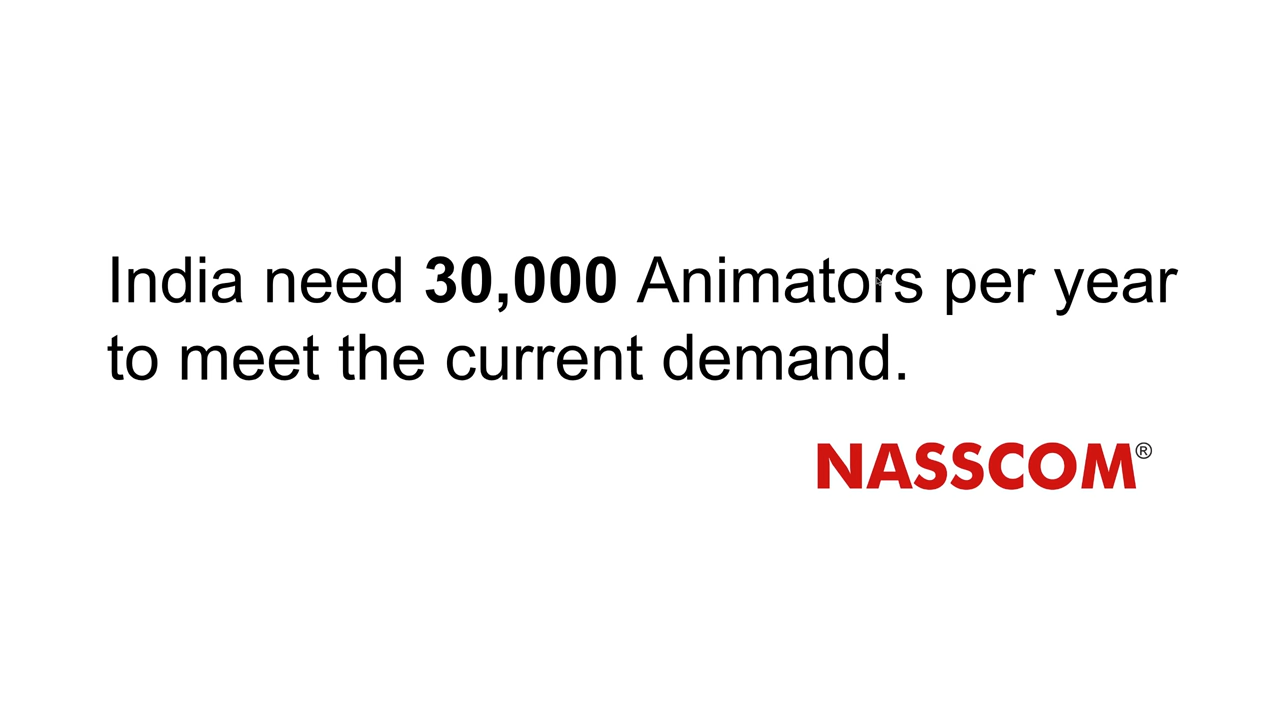 India need 30,000 Animators per year
to meet the current demand.
NASSCOM®